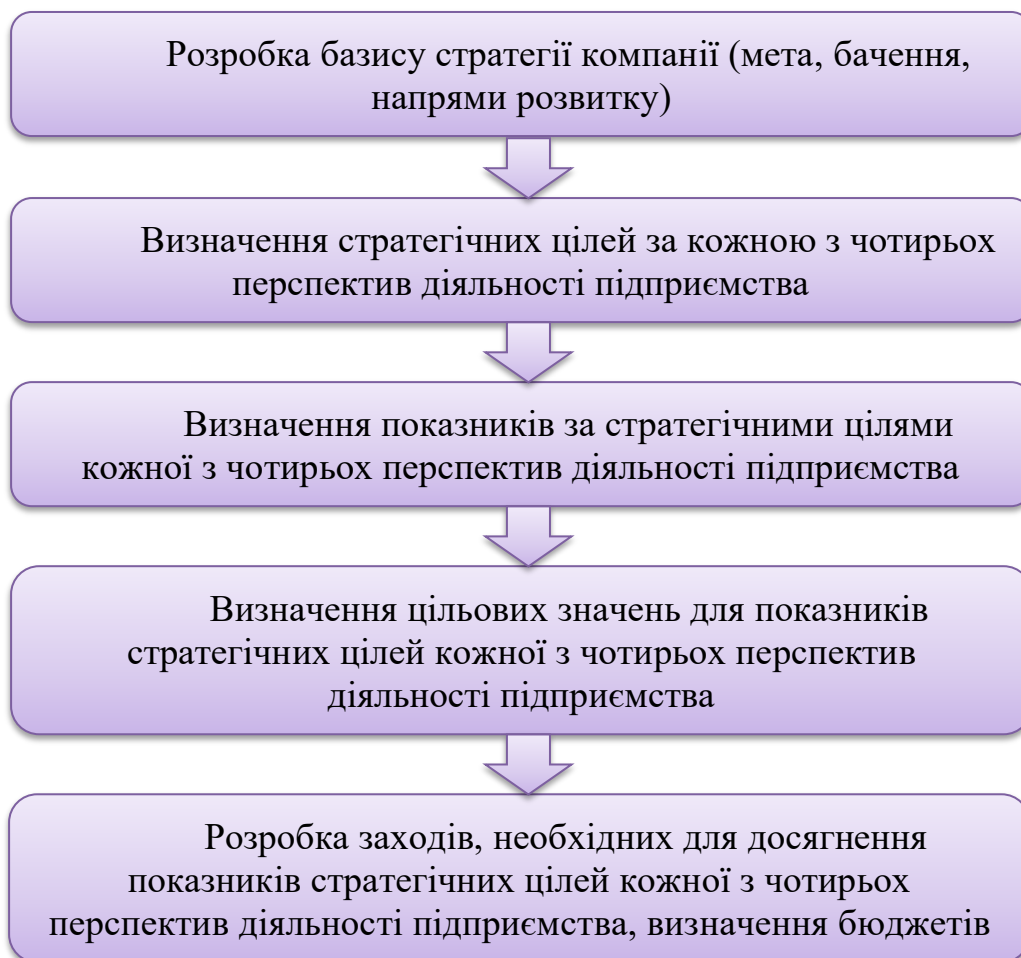 Розробка базису стратегії компанії (мета, бачення,
напрями розвитку)
Визначення стратегічних цілей за кожною з чотирьох
перспектив діяльності підприємства
Визначення показників за стратегічними цілями
кожної з чотирьох перспектив діяльності підприємства
Визначення цільових значень для показників
стратегічних цілей кожної з чотирьох перспектив
діяльності підприємства
Розробка заходів, необхідних для досягнення
показників стратегічних цілей кожної з чотирьох
перспектив діяльності підприємства, визначення бюджетів